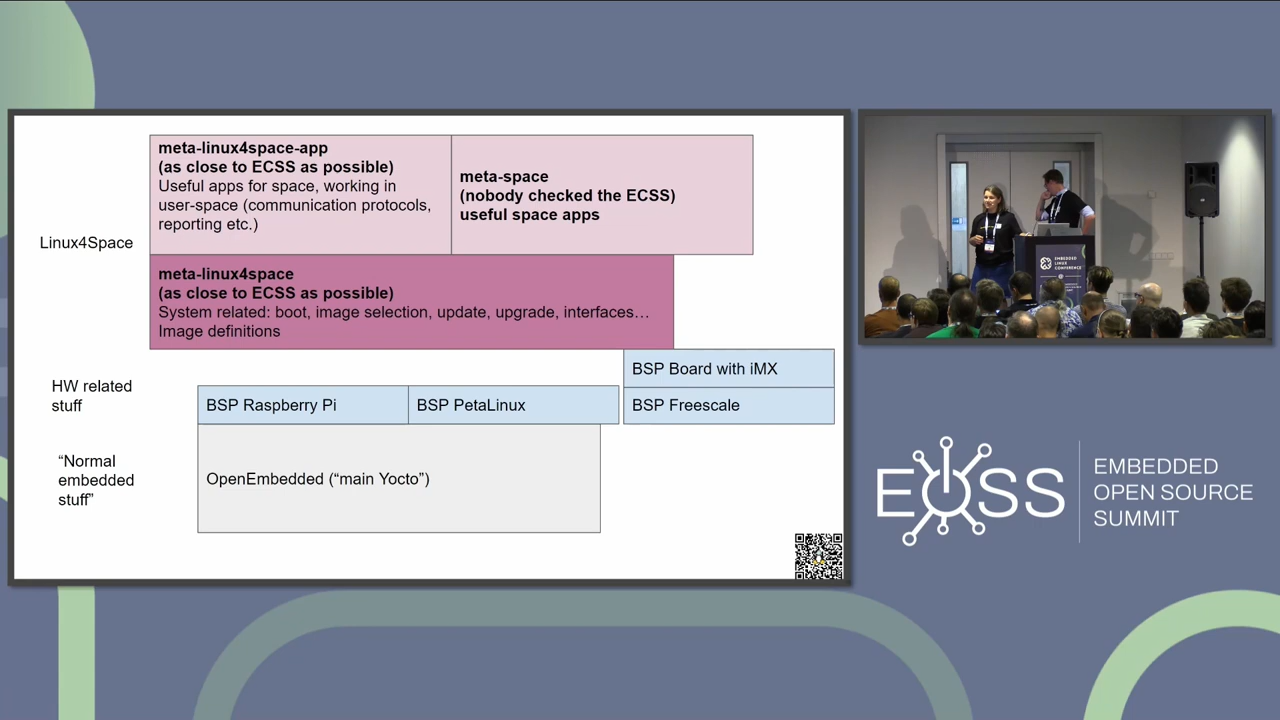 meta-linux4space-app
(as close to ECSS as possible)
Useful apps for space, working in
user-space (communication protocols,
reporting etc.)
meta-space
(nobody checked the ECSS)
useful space apps
Linux4Space
meta-linux4space
(as close to ECSS as possible)
System related: boot, image selection, update, upgrade, interfaces…
Image definitions
HW related
stuff
BSP Board with iMX
BSP Raspberry Pi
BSP PetaLinux
BSP Freescale
“Normal
embedded
stuff”
OpenEmbedded (“main Yocto”)
EMBEDDED
LINUX
CONFERENCE
EOSS
EMBEDDED
OPEN SOURCE
SUMMIT